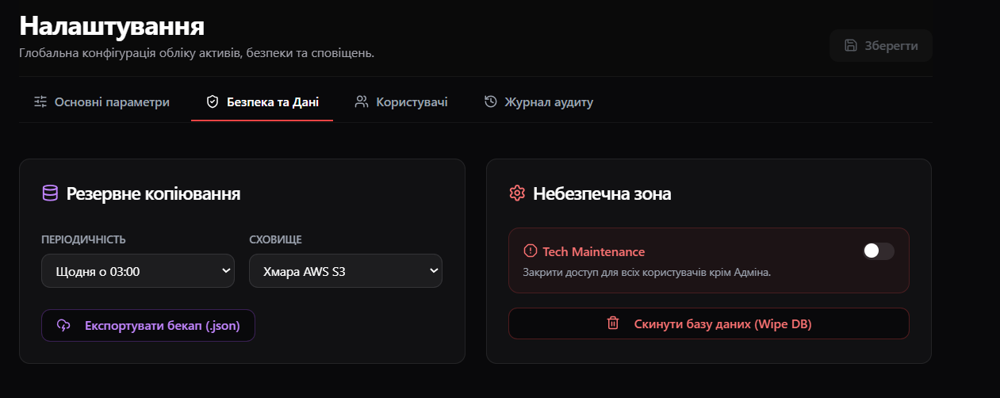 Налаштування
Глобальна конфігурація обліку активів, безпеки та сповіщень.
Зберегти
Основні параметри
Безпека та Дані
Користувачі
Журнал аудиту
Резервне копіювання
ПЕРІОДИЧНІСТЬ
СХОВИЩЕ
Щодня о 03:00
Хмара AWS S3
Експортувати бекап (.json)
Небезпечна зона
Tech Maintenance
Закрити доступ для всіх користувачів крім Адміна.
Скинути базу даних (Wipe DB)